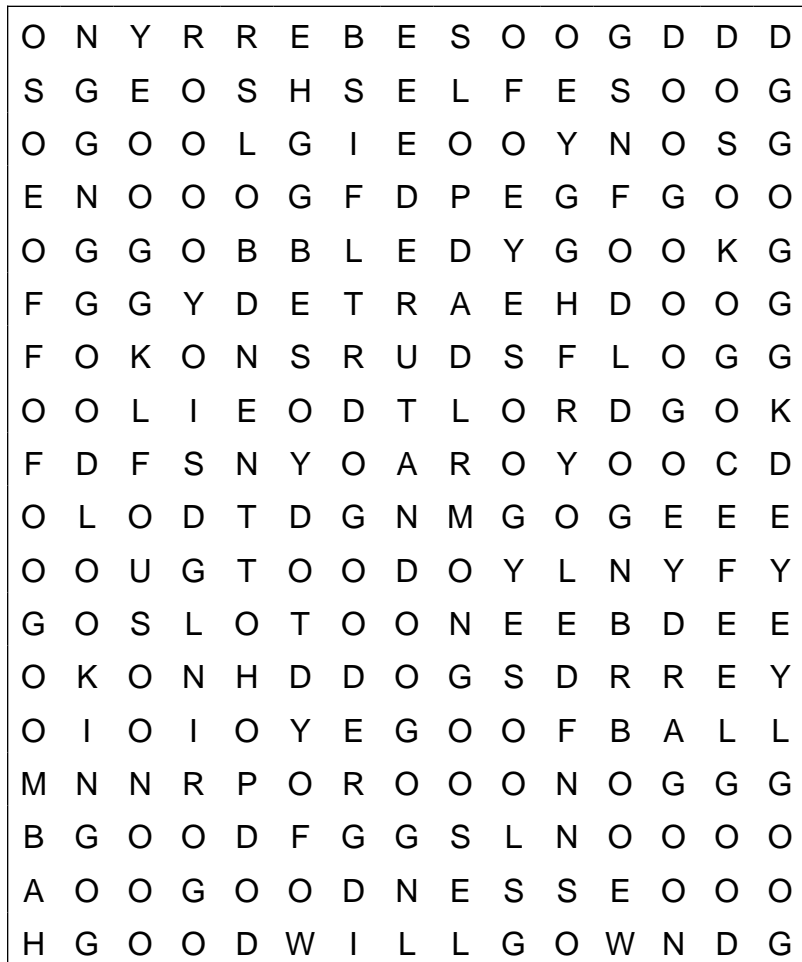 O N Y R R E B E S O O G D D D
S G E O S H S E L F E S O O G
O G O O L G I E O O Y N O S G
E N O O O G F D P E G F G O O
O G G O B B L E D Y G O O K G
F G G Y D E T R A E H D O O G
F O K O N S R U D S F L O G G
O O L I E O D T L O R D G O K
F D F S N Y O A R O Y O O C D
O L O D T D G N M G O G E E E
O O U G T O O D O Y L N Y F Y
G O S L O T O O N E E B D E E
O K O N H D D O G S D R R E Y
O I O I O Y E G O O F B A L L
M N N R P O R O O O N O G G G
B G O O D F G G S L N O O O O
A O O G O O D N E S S E O O O
H G O O D W I L L G O W N D G